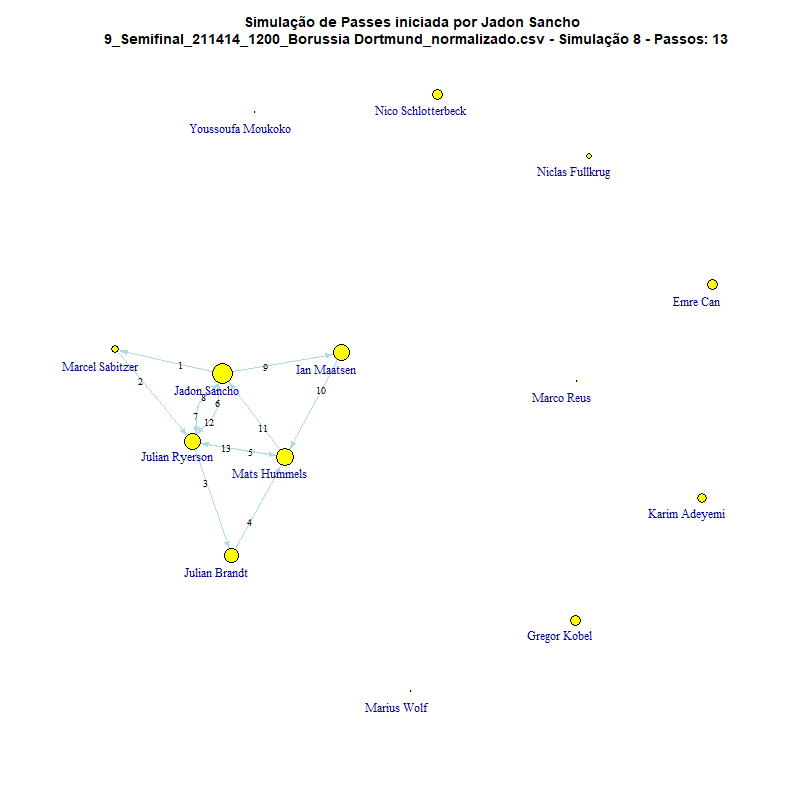 Simulação de Passes iniciada por Jadon Sancho
9_Semifinal_211414_1200_Borussia Dortmund_normalizado.csv - Simulação 8 - Passos: 13
Nico Schlotterbeck
Youssoufa Moukoko
Niclas Fullkrug
Emre Can
Marcel Sabitzer
1
9
Ian Maatsen
2
Jadon Sancho
10
8
6
Marco Reus
7
12
11
Julian Ryerson
13
5
Mats Hummels
3
Karim Adeyemi
4
Julian Brandt
Gregor Kobel
Marius Wolf